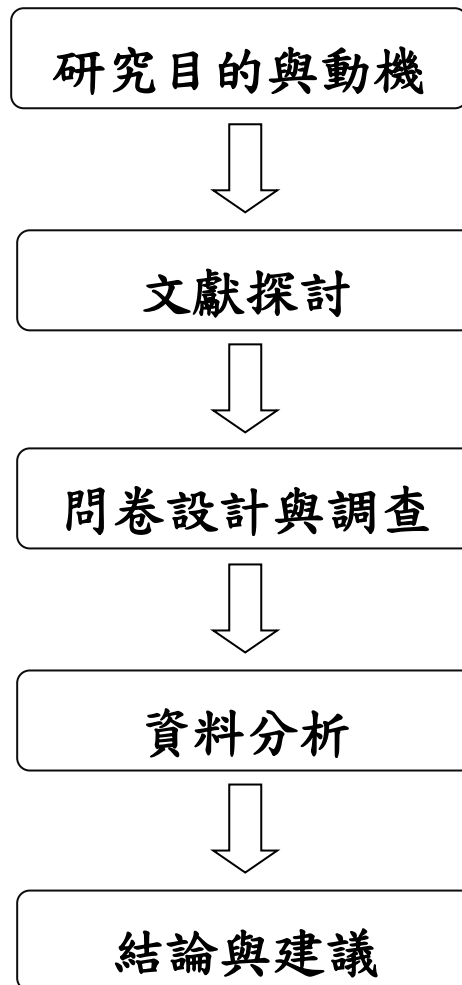 研究目的與動機
文獻探討
問卷設計與調查
資料分析
結論與建議